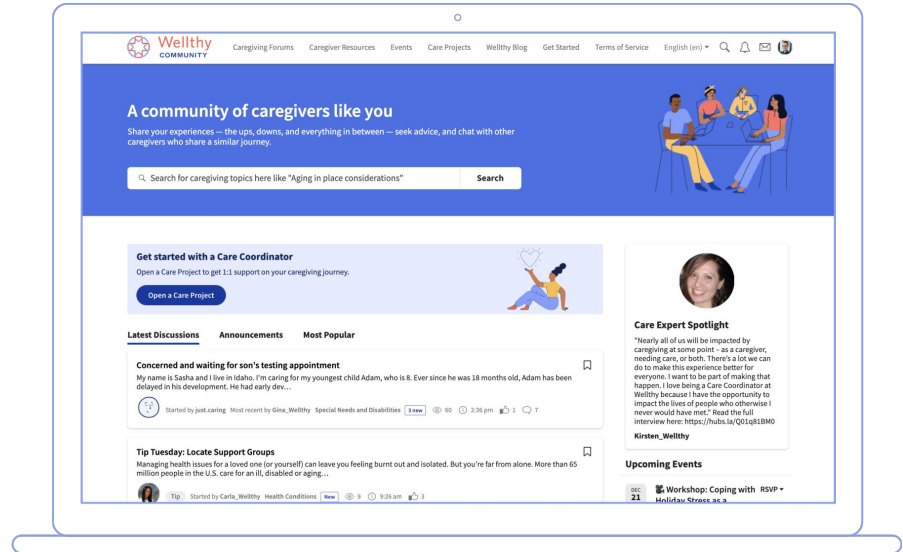 Wellthy
COMMUNITY
Caregiving Forums Caregiver Resources Events Care Projects Wellthy Blog Get Started Terms of Service English (en)
A community of caregivers like you
Share your experiences — the ups, downs, and everything in between — seek advice, and chat with other
caregivers who share a similar journey.
Search for caregiving topics here like "Aging in place considerations" Search
Get started with a Care Coordinator
Open a Care Project to get 1:1 support on your caregiving journey.
Open a Care Project
Latest Discussions Announcements Most Popular
Concerned and waiting for son's testing appointment
My name is Sasha and I live in Idaho. I'm caring for my youngest child Adam, who is 8. Ever since he was 18 months old, Adam has been
delayed in his development. He had early dev...
Started by just.caring Most recent by Gina_Wellthy Special Needs and Disabilities 3 new 60 2:36 pm 1 7
Tip Tuesday: Locate Support Groups
Managing health issues for a loved one (or yourself) can leave you feeling burnt out and isolated. But you're far from alone. More than 65
million people in the U.S. care for an ill, disabled or aging...
Tip Started by Carla_Wellthy Health Conditions New 9 9:26 am 3
Care Expert Spotlight
"Nearly all of us will be impacted by
caregiving at some point – as a caregiver,
needing care, or both. There's a lot we can
do to make this experience better for
everyone. I want to be part of making that
happen. I love being a Care Coordinator at
Wellthy because I have the opportunity to
impact the lives of people who otherwise I
never would have met." Read the full
interview here: https://hubs.la/Q01q81BM0
Kirsten_Wellthy
Upcoming Events
DEC
21
Workshop: Coping with RSVP
Holiday Stress as a